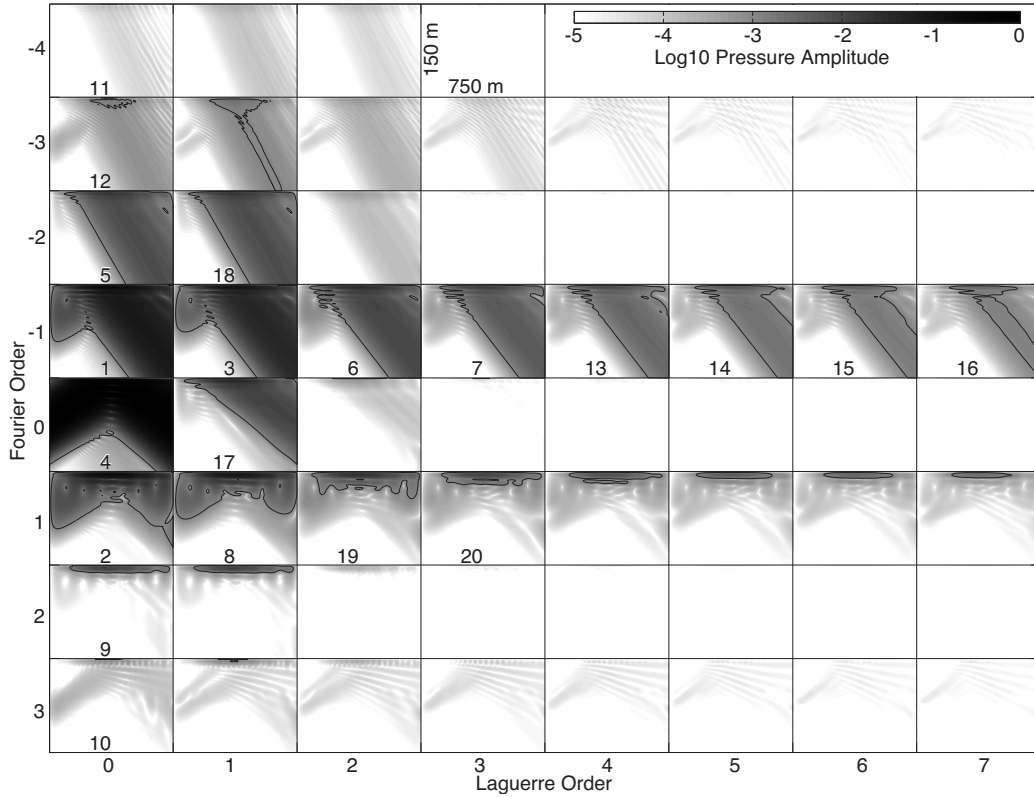 -5 -4 -3 -2 -1 0
Log10 Pressure Amplitude
150 m
750 m
Fourier Order
-4
11
-3
12
-2
5 18
-1
1 3 6 7 13 14 15 16
0
4 17
1
2 8 19 20
2
9
3
10
0 1 2 3 4 5 6 7
Laguerre Order